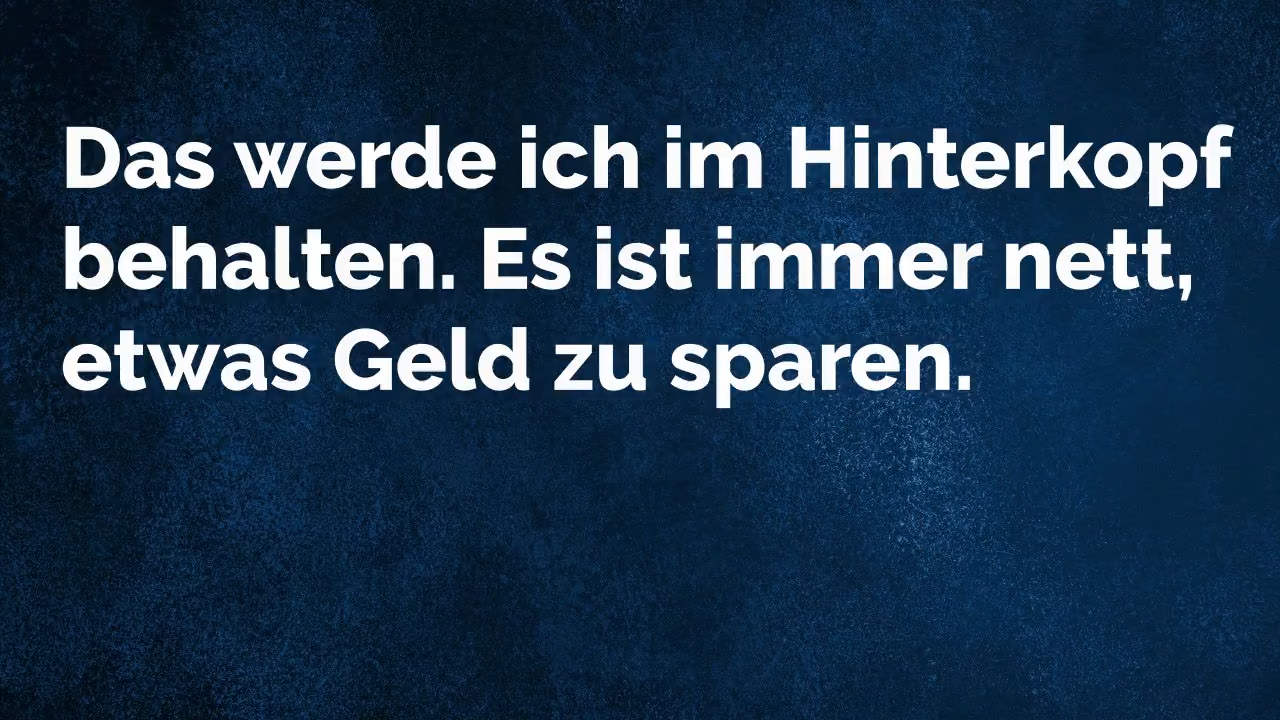 Das werde ich im Hinterkopf
behalten. Es ist immer nett,
etwas Geld zu sparen.